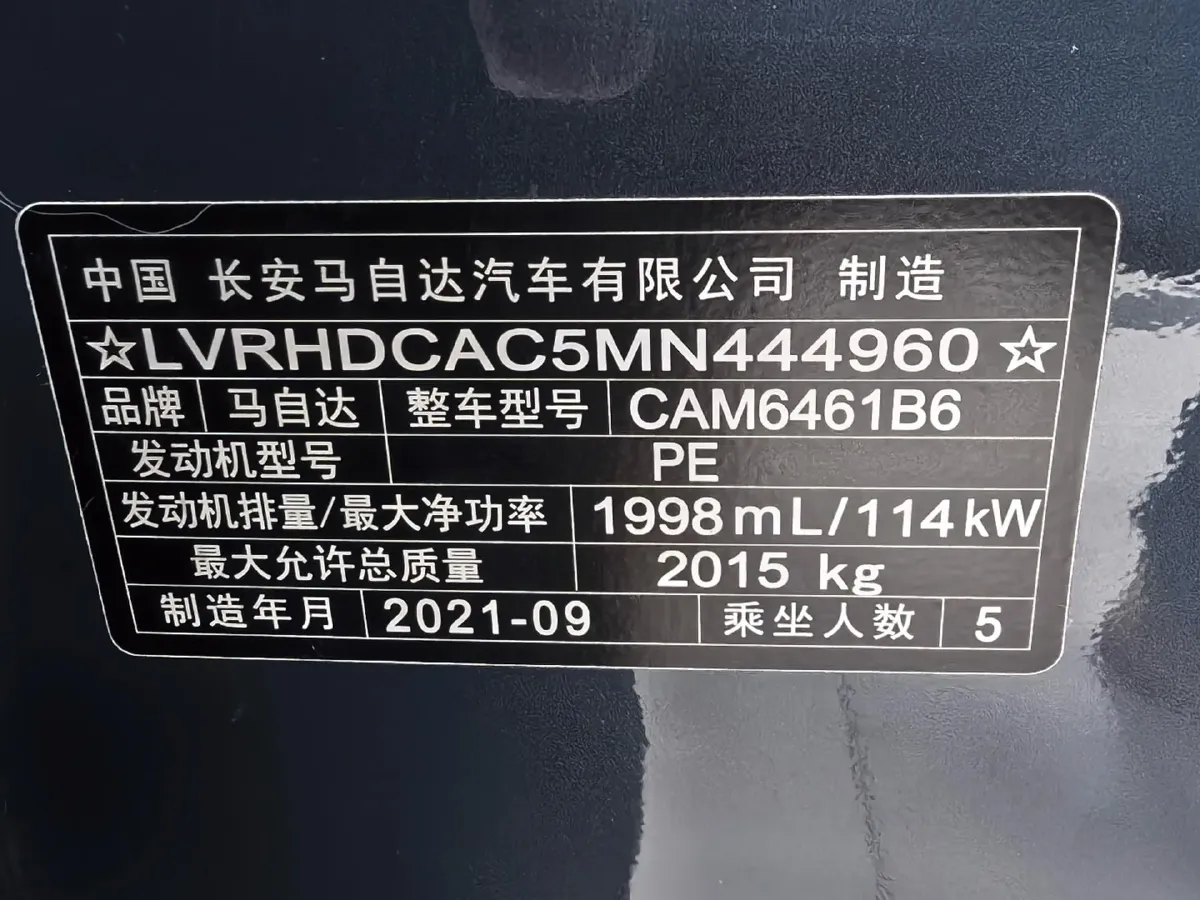 中国 长安马自达汽车有限公司 制造
☆LVRHDCAC5MN444960☆
品牌 马自达 整车型号 CAM6461B6
发动机型号 PE
发动机排量/最大净功率 1998mL/114kW
最大允许总质量 2015 kg
制造年月 2021-09 乘坐人数 5